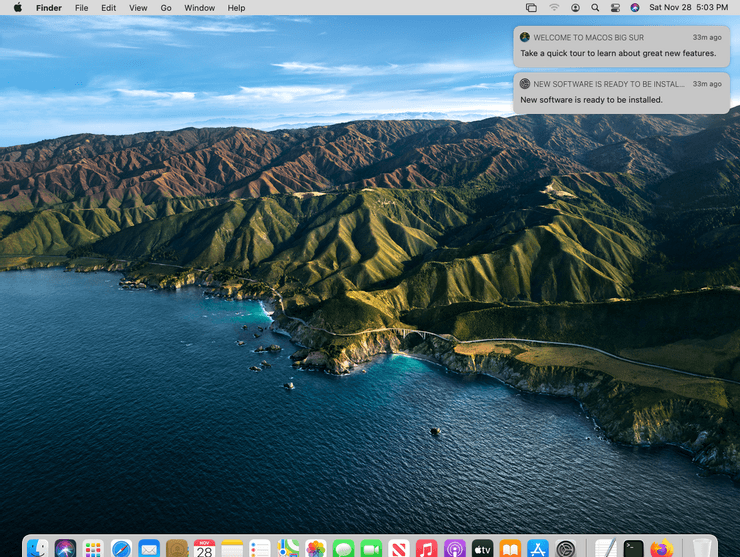 Finder File Edit View Go Window Help Sat Nov 28 5:03 PM
WELCOME TO MACOS BIG SUR 33m ago
Take a quick tour to learn about great new features.
NEW SOFTWARE IS READY TO BE INSTAL... 33m ago
New software is ready to be installed.
NOV
28
tv